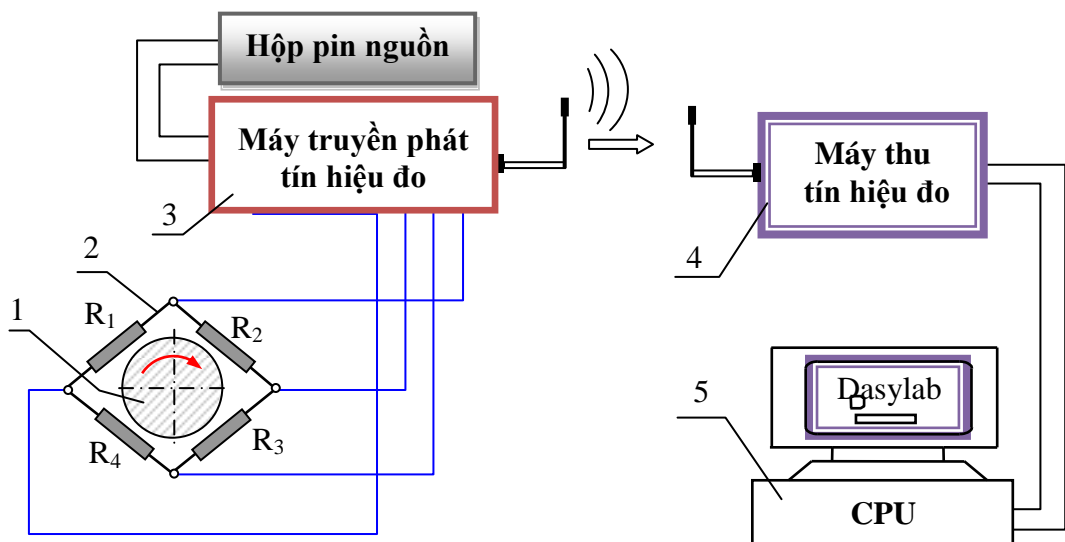 Hộp pin nguồn
Máy truyền phát
tín hiệu đo
Máy thu
tín hiệu đo
3
4
2
1
R1
R2
R3
R4
5
Dasylab
CPU